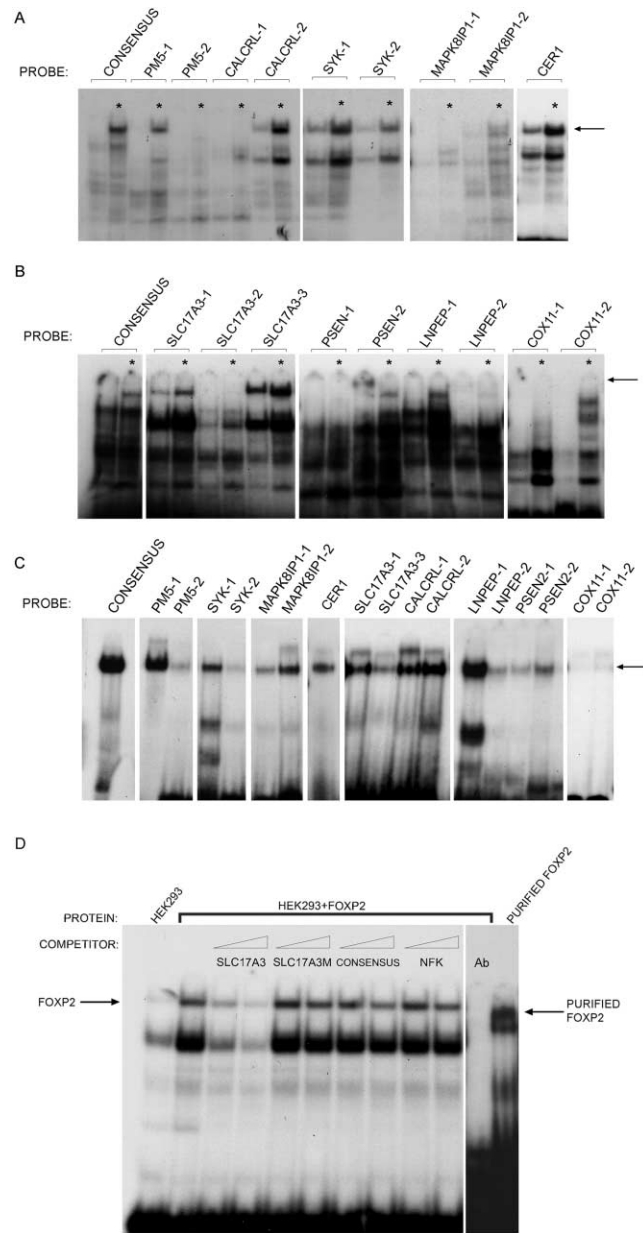 A
PROBE: CONSENSUS PM5-1 PM5-2 CALCRL-1 CALCRL-2 SYK-1 SYK-2 MAPK8IP1-1 MAPK8IP1-2 CER1
* * * * * * * * * *
B
PROBE: CONSENSUS SLC17A3-1 SLC17A3-2 SLC17A3-3 PSEN-1 PSEN-2 LNPEP-1 LNPEP-2 COX11-1 COX11-2
* * * * * * * * * *
C
PROBE: CONSENSUS PM5-1 PM5-2 SYK-1 SYK-2 MAPK8IP1-1 MAPK8IP1-2 CER1 SLC17A3-1 SLC17A3-3 CALCRL-1 CALCRL-2 LNPEP-1 LNPEP-2 PSEN2-1 PSEN2-2 COX11-1 COX11-2
D
PROTEIN: HEK293 HEK293+FOXP2 PURIFIED FOXP2
COMPETITOR:
SLC17A3 SLC17A3M CONSENSUS NFK Ab
FOXP2
PURIFIED
FOXP2